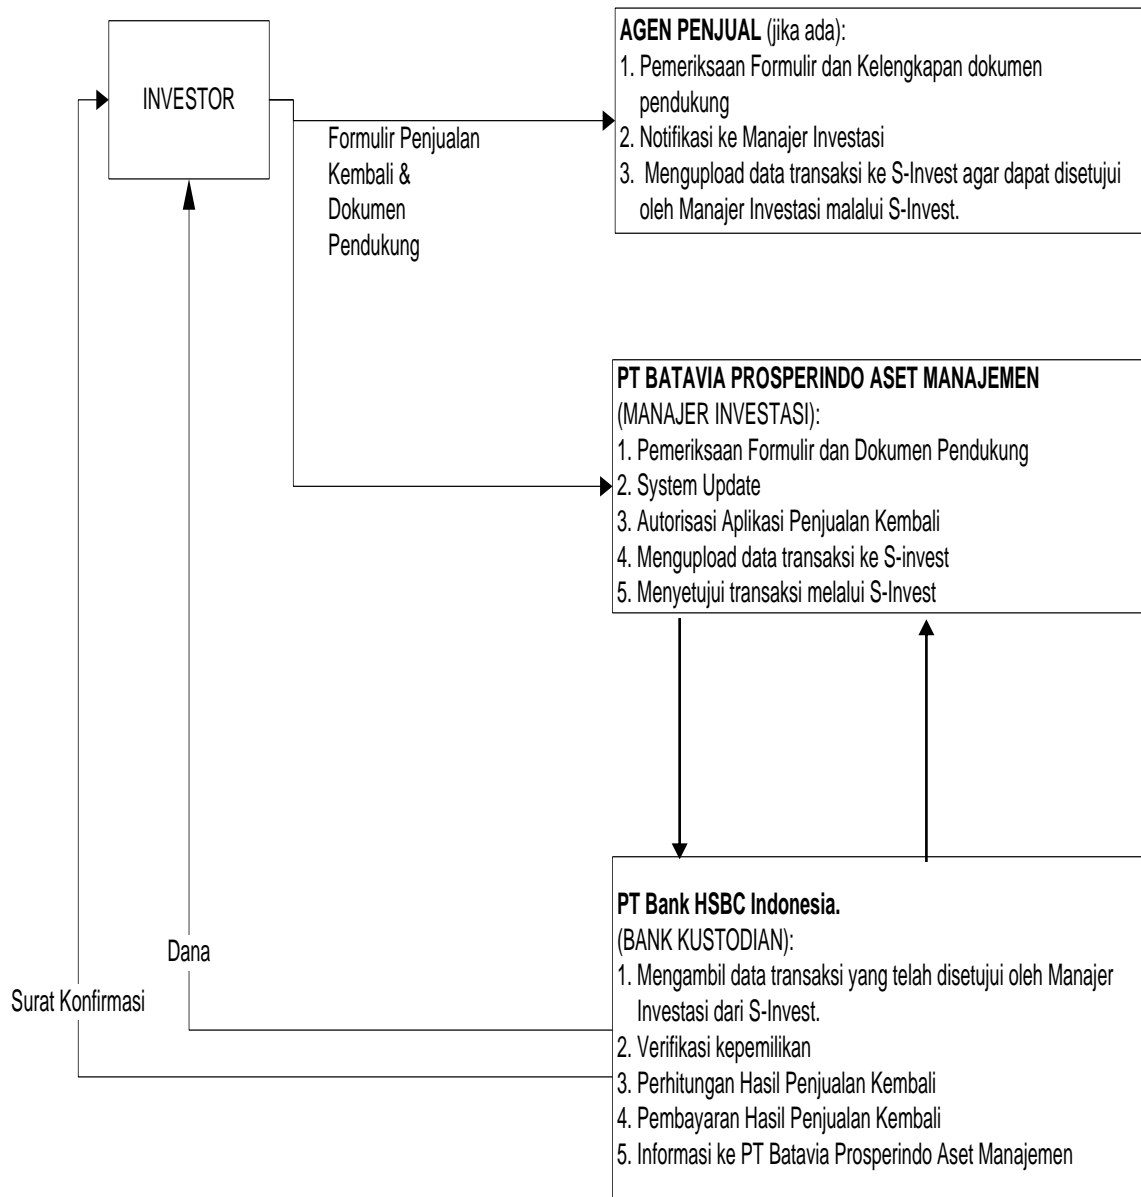 INVESTOR
Formulir Penjualan
Kembali &
Dokumen
Pendukung
AGEN PENJUAL (jika ada):
1. Pemeriksaan Formulir dan Kelengkapan dokumen
pendukung
2. Notifikasi ke Manajer Investasi
3. Mengupload data transaksi ke S-Invest agar dapat disetujui
oleh Manajer Investasi malalui S-Invest.
PT BATAVIA PROSPERINDO ASET MANAJEMEN
(MANAJER INVESTASI):
1. Pemeriksaan Formulir dan Dokumen Pendukung
2. System Update
3. Autorisasi Aplikasi Penjualan Kembali
4. Mengupload data transaksi ke S-invest
5. Menyetujui transaksi melalui S-Invest
Dana
Surat Konfirmasi
PT Bank HSBC Indonesia.
(BANK KUSTODIAN):
1. Mengambil data transaksi yang telah disetujui oleh Manajer
Investasi dari S-Invest.
2. Verifikasi kepemilikan
3. Perhitungan Hasil Penjualan Kembali
4. Pembayaran Hasil Penjualan Kembali
5. Informasi ke PT Batavia Prosperindo Aset Manajemen